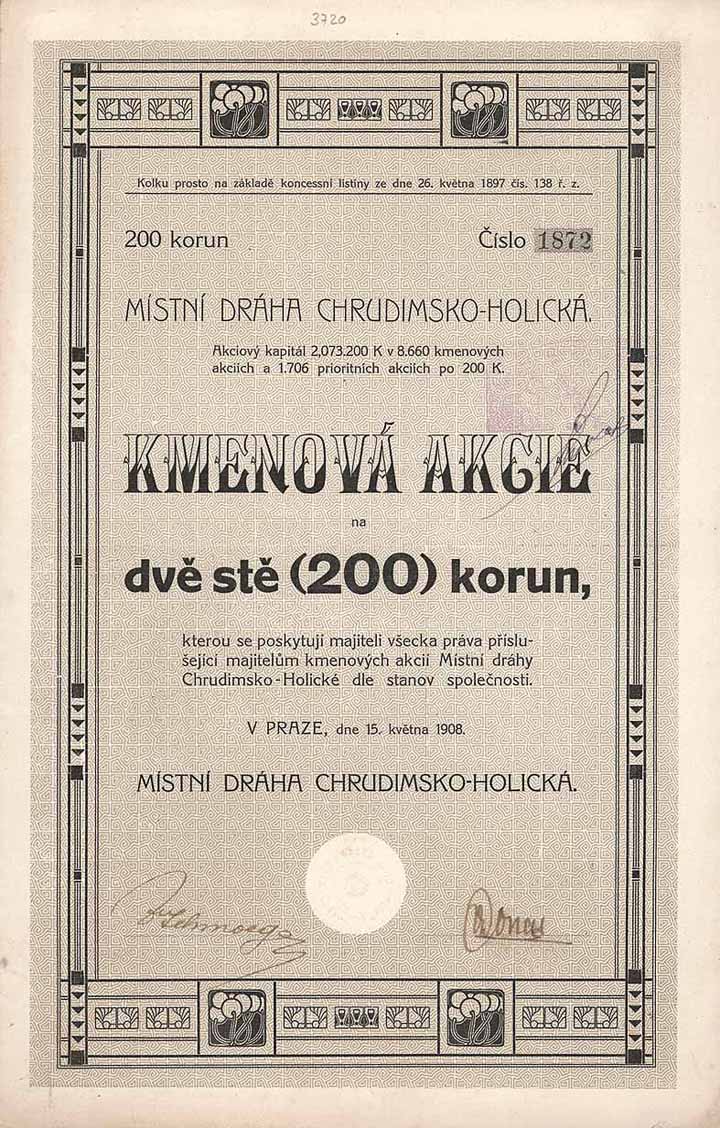 3720
Kolku prosto na základě koncessní listiny ze dne 26. května 1897 čís. 138 ř. z.
200 korun Číslo 1872
MÍSTNÍ DRÁHA CHRUDIMSKO-HOLICKÁ.
Akciový kapitál 2,073.200 K v 8.660 kmenových
akciích a 1.706 prioritních akciích po 200 K.
KMENOVÁ AKCIE
na
dvě stě (200) korun,
kterou se poskytují majiteli všecka práva příslu-
šející majitelům kmenových akcií Místní dráhy
Chrudimsko-Holické dle stanov společnosti.
V PRAZE, dne 15. května 1908.
MÍSTNÍ DRÁHA CHRUDIMSKO-HOLICKÁ.